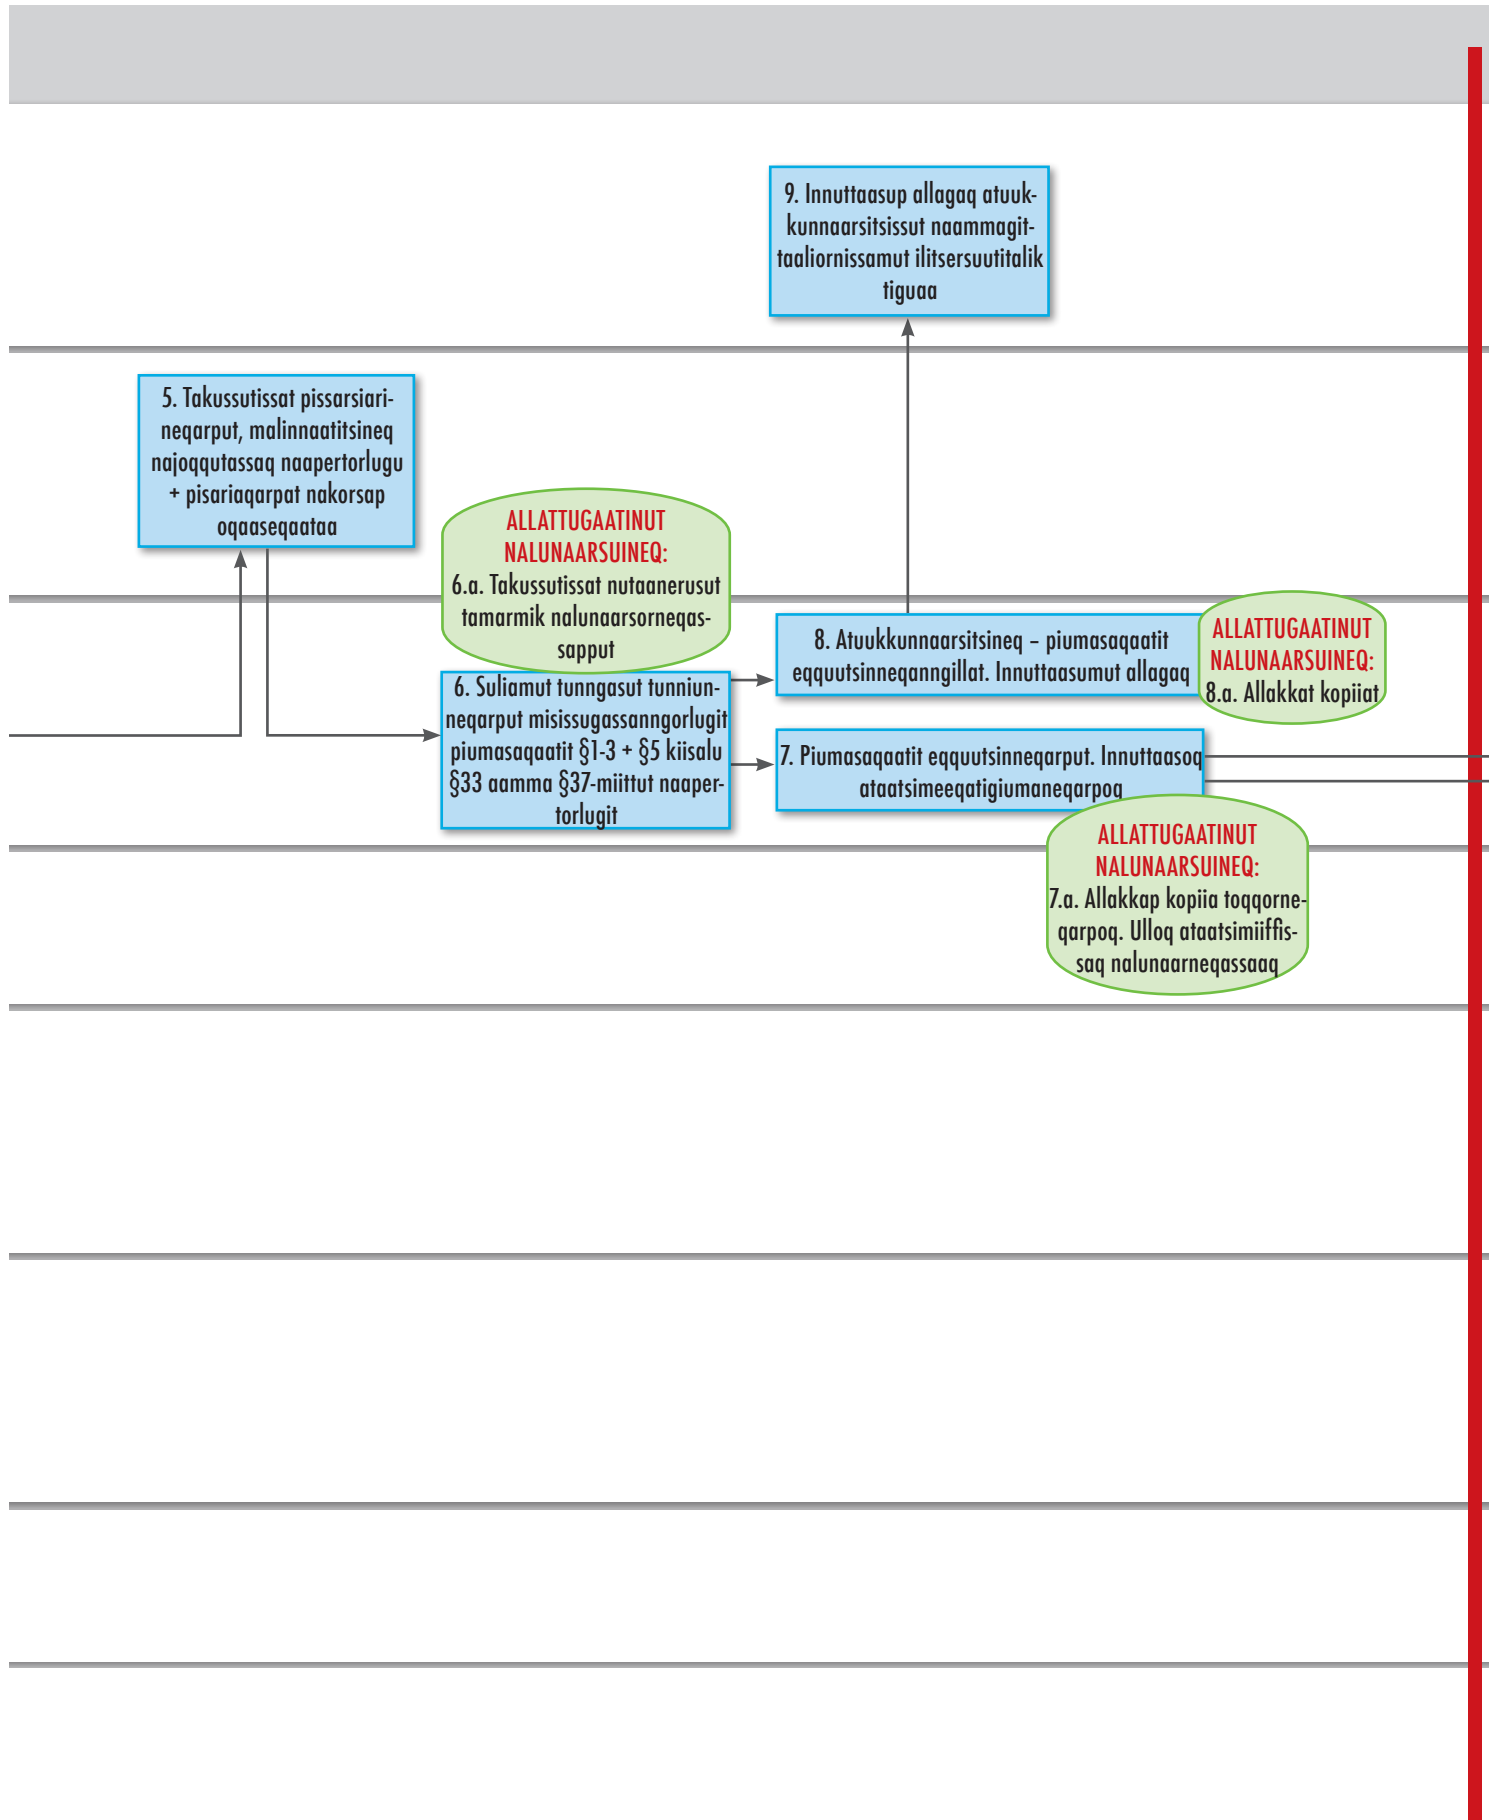 9. Innuttaasup allagaq atuuk-
kunnaarsitsissut naammagit-
taaliornissamut ilitsersuutitalik
tiguaa
5. Takussutissat pissarsiari-
neqarput, malinnaatitsineq
najoqqutassaq naapertorlugu
+ pisariaqarpat nakorsap
oqaaseqaataa
ALLATTUGAATINUT
NALUNAARSUINEQ:
6.a. Takussutissat nutaanerusut
tamarmik nalunaarsorneqas-
sapput
6. Suliamut tunngasut tunniun-
neqarput misissugassanngorlugit
piumasaqaatit §1-3 + §5 kiisalu
§33 aamma §37-miittut naaper-
torlugit
8. Atuukkunnaarsitsineq – piumasaqaatit
eqquutsinneqanngillat. Innuttaasumut allagaq
ALLATTUGAATINUT
NALUNAARSUINEQ:
8.a. Allakkat kopiiat
7. Piumasaqaatit eqquutsinneqarput. Innuttaasoq
ataatsimeeqatigiumaneqarpoq
ALLATTUGAATINUT
NALUNAARSUINEQ:
7.a. Allakkap kopiia toqqorne-
qarpoq. Ulloq ataatsimiiffis-
saq nalunaarneqassaaq